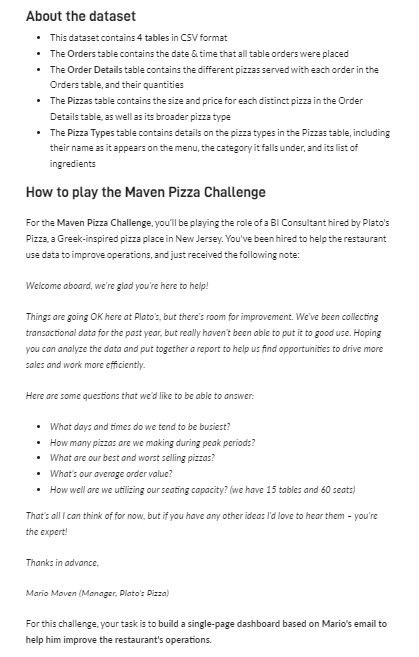 About the dataset
• This dataset contains 4 tables in CSV format
• The Orders table contains the date & time that all table orders were placed
• The Order Details table contains the different pizzas served with each order in the
Orders table, and their quantities
• The Pizzas table contains the size and price for each distinct pizza in the Order
Details table, as well as its broader pizza type
• The Pizza Types table contains details on the pizza types in the Pizzas table, including
their name as it appears on the menu, the category it falls under, and its list of
ingredients
How to play the Maven Pizza Challenge
For the Maven Pizza Challenge, you'll be playing the role of a BI Consultant hired by Plato's
Pizza, a Greek-inspired pizza place in New Jersey. You've been hired to help the restaurant
use data to improve operations, and just received the following note:
Welcome aboard, we're glad you're here to help!
Things are going OK here at Plato's, but there's room for improvement. We've been collecting
transactional data for the past year, but really haven't been able to put it to good use. Hoping
you can analyze the data and put together a report to help us find opportunities to drive more
sales and work more efficiently.
Here are some questions that we'd like to be able to answer:
• What days and times do we tend to be busiest?
• How many pizzas are we making during peak periods?
• What are our best and worst selling pizzas?
• What's our average order value?
• How well are we utilizing our seating capacity? (we have 15 tables and 60 seats)
That's all I can think of for now, but if you have any other ideas I'd love to hear them – you're
the expert!
Thanks in advance,
Mario Maven (Manager, Plato's Pizza)
For this challenge, your task is to build a single-page dashboard based on Mario's email to
help him improve the restaurant's operations.